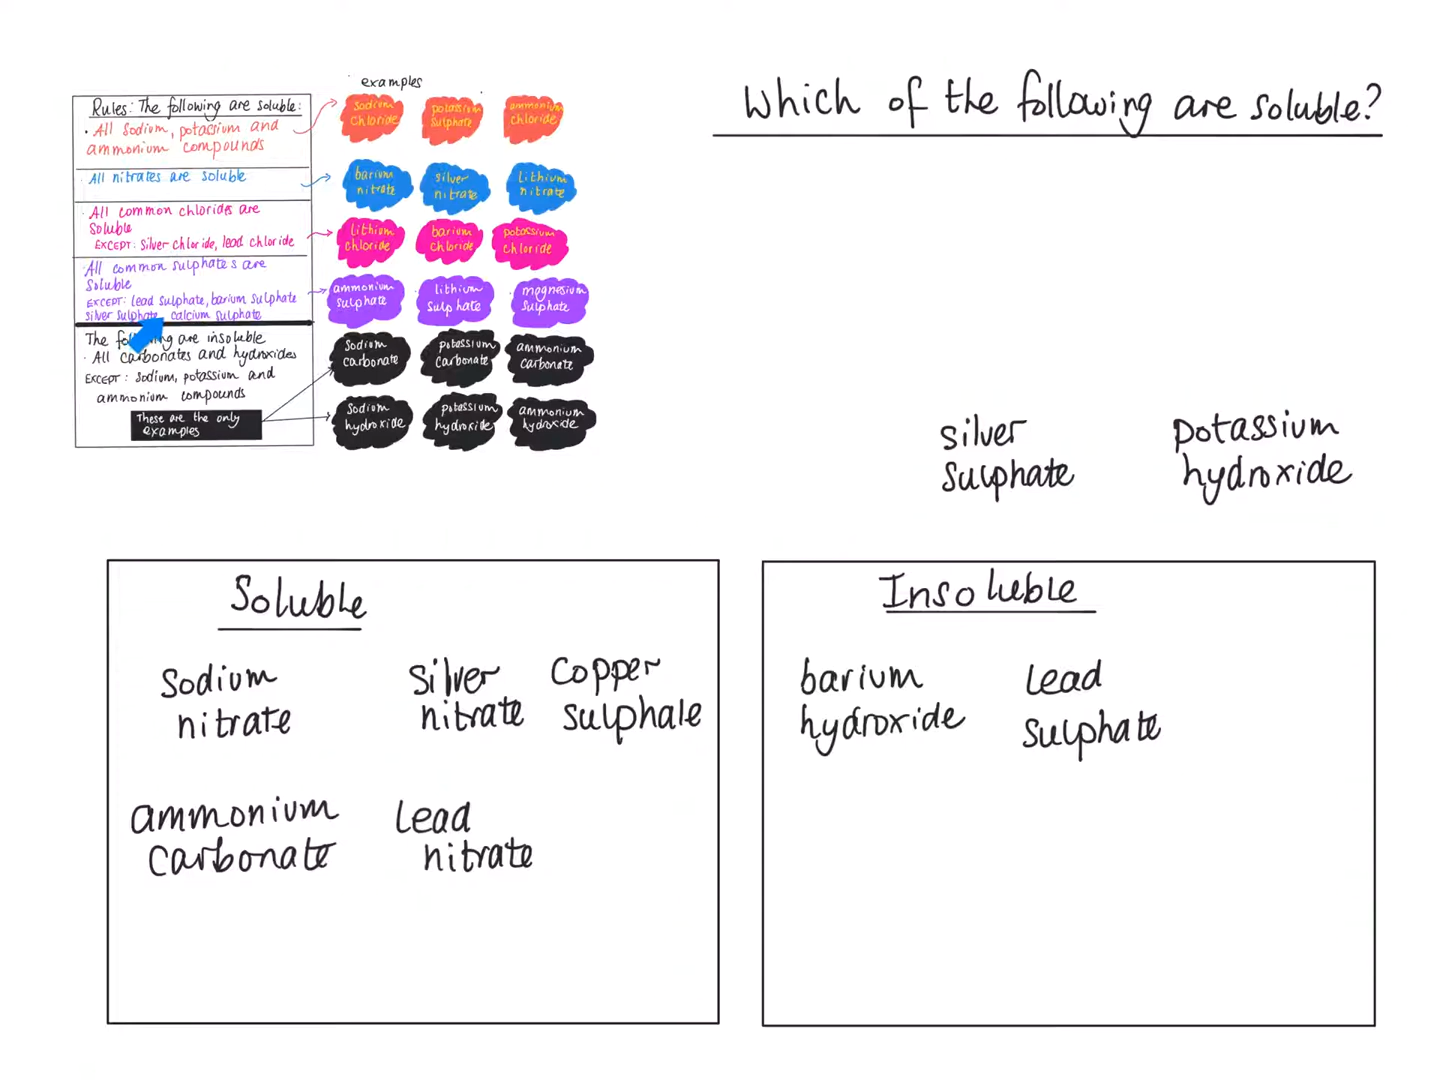 examples
Rules: The following are soluble:
· All sodium, potassium and
ammonium compounds
sodium
chloride
potassium
sulphate
ammonium
chloride
All nitrates are soluble
barium
nitrate
silver
nitrate
lithium
nitrate
· All common chlorides are
soluble
EXCEPT: silver chloride, lead chloride
lithium
chloride
barium
chloride
potassium
chloride
· All common sulphates are
soluble
EXCEPT: lead sulphate, barium sulphate
silver sulphate calcium sulphate
ammonium
sulphate
lithium
sulphate
magnesium
sulphate
The following are insoluble
· All carbonates and hydroxides
EXCEPT: sodium, potassium and
ammonium compounds
These are the only
examples
sodium
carbonate
potassium
carbonate
ammonium
carbonate
sodium
hydroxide
potassium
hydroxide
ammonium
hydroxide
Which of the following are soluble?
silver
sulphate
potassium
hydroxide
Soluble
sodium
nitrate
silver
nitrate
copper
sulphale
ammonium
carbonate
lead
nitrate
Insoluble
barium
hydroxide
lead
sulphate